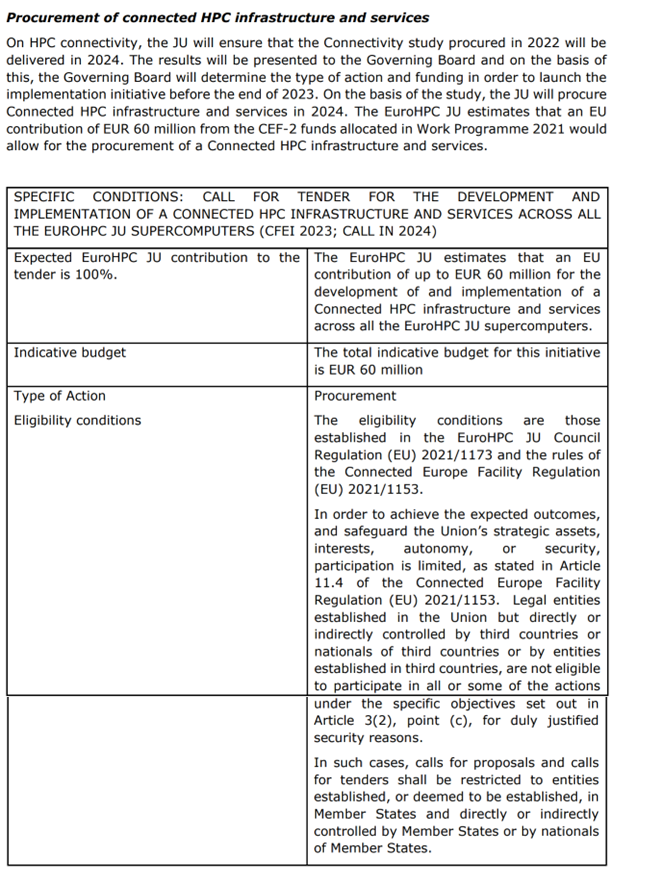 Procurement of connected HPC infrastructure and services
On HPC connectivity, the JU will ensure that the Connectivity study procured in 2022 will be
delivered in 2024. The results will be presented to the Governing Board and on the basis of
this, the Governing Board will determine the type of action and funding in order to launch the
implementation initiative before the end of 2023. On the basis of the study, the JU will procure
Connected HPC infrastructure and services in 2024. The EuroHPC JU estimates that an EU
contribution of EUR 60 million from the CEF-2 funds allocated in Work Programme 2021 would
allow for the procurement of a Connected HPC infrastructure and services.
SPECIFIC CONDITIONS: CALL FOR TENDER FOR THE DEVELOPMENT AND
IMPLEMENTATION OF A CONNECTED HPC INFRASTRUCTURE AND SERVICES ACROSS ALL
THE EUROHPC JU SUPERCOMPUTERS (CFEI 2023; CALL IN 2024)
Expected EuroHPC JU contribution to the
tender is 100%.
The EuroHPC JU estimates that an EU
contribution of up to EUR 60 million for the
development of and implementation of a
Connected HPC infrastructure and services
across all the EuroHPC JU supercomputers.
Indicative budget
The total indicative budget for this initiative
is EUR 60 million
Type of Action
Procurement
Eligibility conditions
The eligibility conditions are those
established in the EuroHPC JU Council
Regulation (EU) 2021/1173 and the rules of
the Connected Europe Facility Regulation
(EU) 2021/1153.
In order to achieve the expected outcomes,
and safeguard the Union's strategic assets,
interests, autonomy, or security,
participation is limited, as stated in Article
11.4 of the Connected Europe Facility
Regulation (EU) 2021/1153. Legal entities
established in the Union but directly or
indirectly controlled by third countries or
nationals of third countries or by entities
established in third countries, are not eligible
to participate in all or some of the actions
under the specific objectives set out in
Article 3(2), point (c), for duly justified
security reasons.
In such cases, calls for proposals and calls
for tenders shall be restricted to entities
established, or deemed to be established, in
Member States and directly or indirectly
controlled by Member States or by nationals
of Member States.